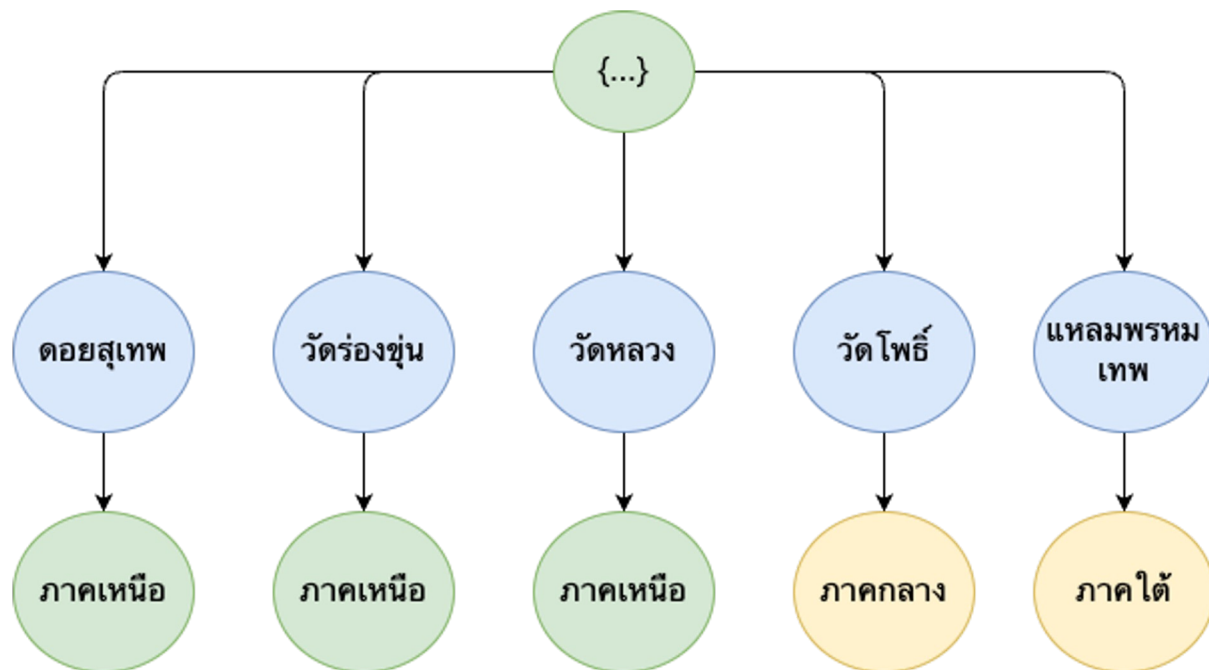 {...}
ดอยสุเทพ
วัดร่องขุ่น
วัดหลวง
วัดโพธิ์
แหลมพรหม
เทพ
ภาคเหนือ
ภาคเหนือ
ภาคเหนือ
ภาคกลาง
ภาคใต้